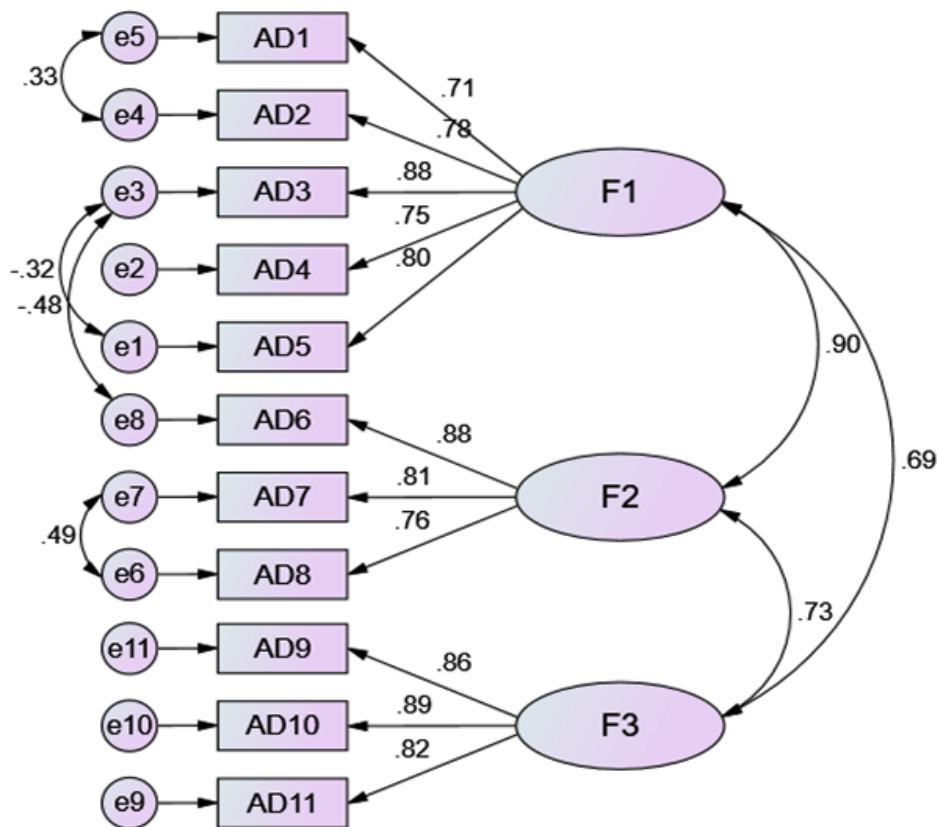 e5 AD1
.33
.71
e4 AD2
.78
e3 AD3
.88
F1
.75
-.32
e2 AD4
.80
-.48
e1 AD5
.90
e8 AD6
.88
.69
e7 AD7
.81
F2
.49
.76
e6 AD8
.73
e11 AD9
.86
e10 AD10
.89
F3
.82
e9 AD11